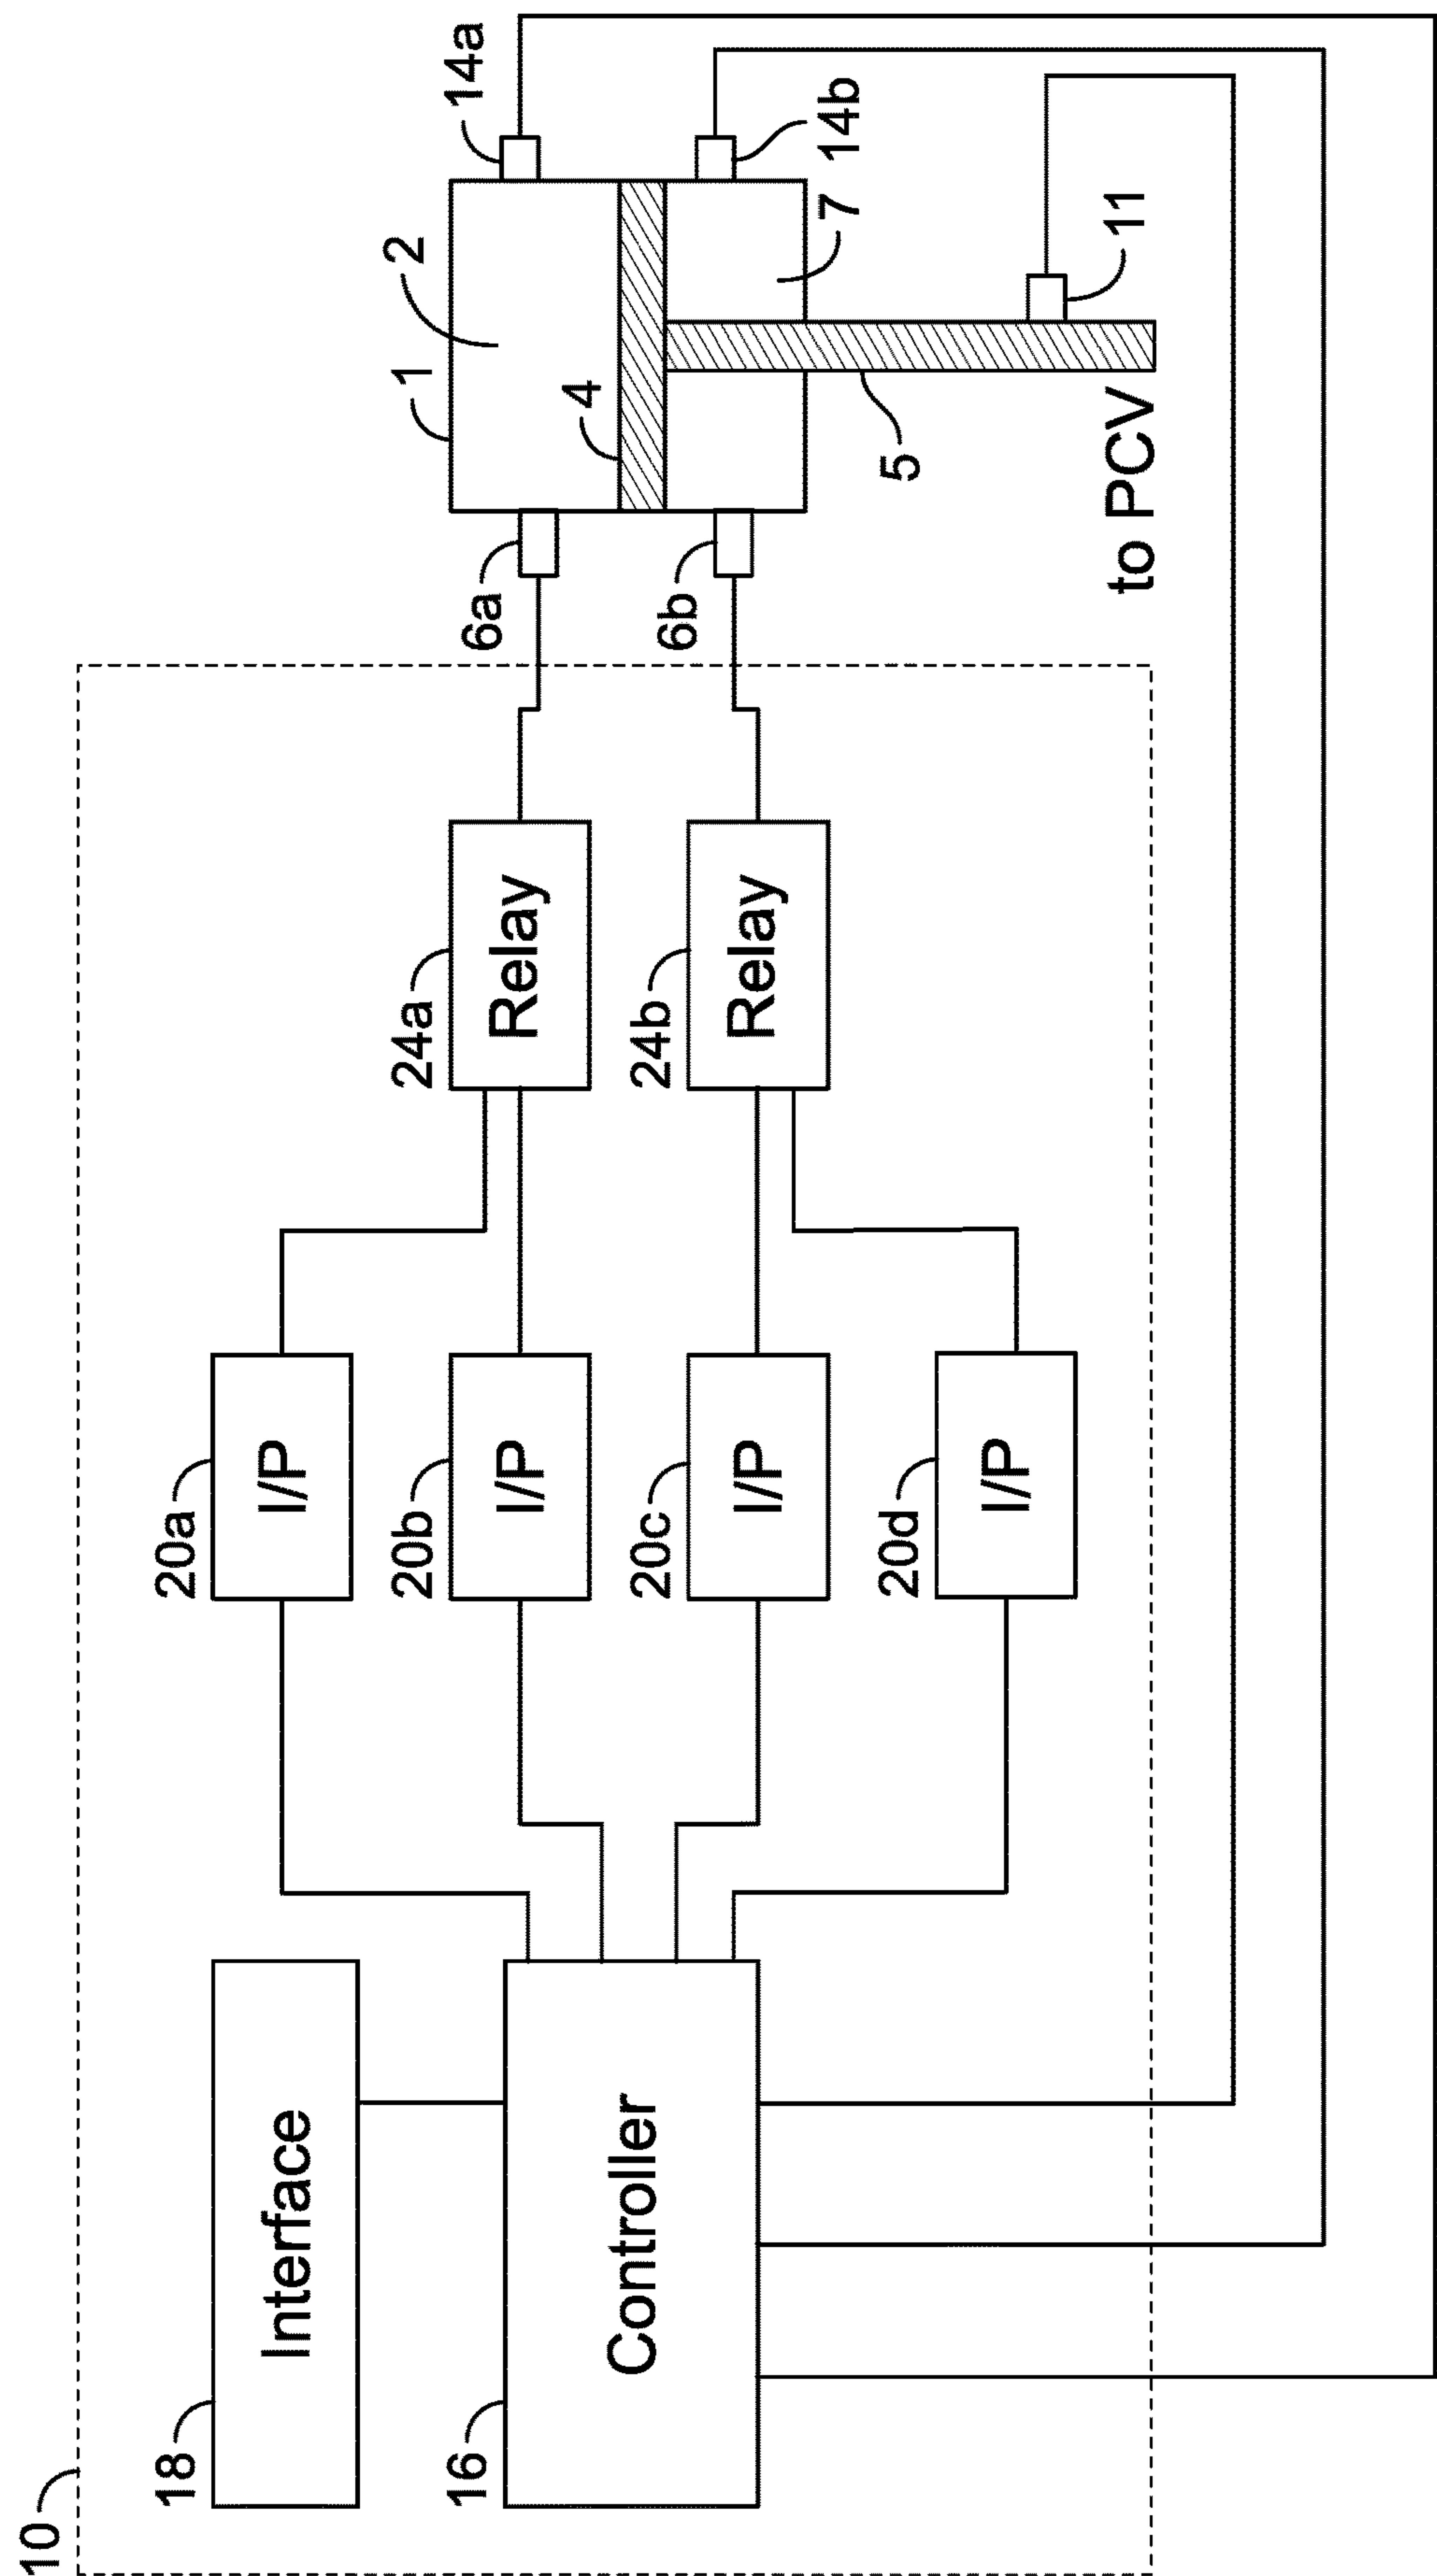 10
18
Interface
16
Controller
20a
I/P
20b
I/P
20c
I/P
20d
I/P
24a
Relay
24b
Relay
6a
6b
1
2
4
5
7
14a
14b
11
to PCV